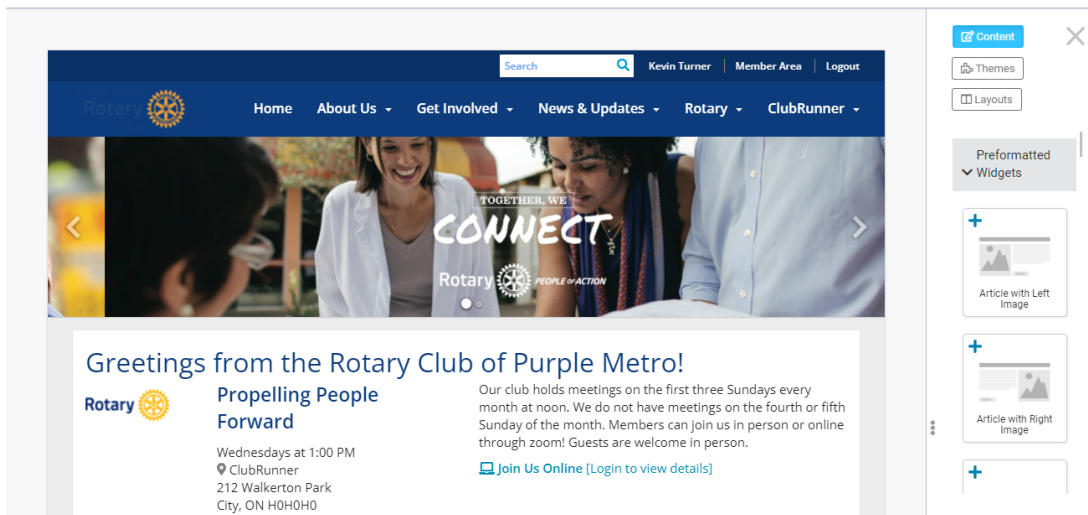 Search
Kevin Turner
Member Area
Logout
Rotary
Home
About Us
Get Involved
News & Updates
Rotary
ClubRunner
TOGETHER, WE
CONNECT
Rotary
PEOPLE of ACTION
Greetings from the Rotary Club of Purple Metro!
Rotary
Propelling People
Forward
Wednesdays at 1:00 PM
ClubRunner
212 Walkerton Park
City, ON H0H0H0
Our club holds meetings on the first three Sundays every
month at noon. We do not have meetings on the fourth or fifth
Sunday of the month. Members can join us in person or online
through zoom! Guests are welcome in person.
Join Us Online [Login to view details]
Content
Themes
Layouts
Preformatted
Widgets
Article with Left
Image
Article with Right
Image